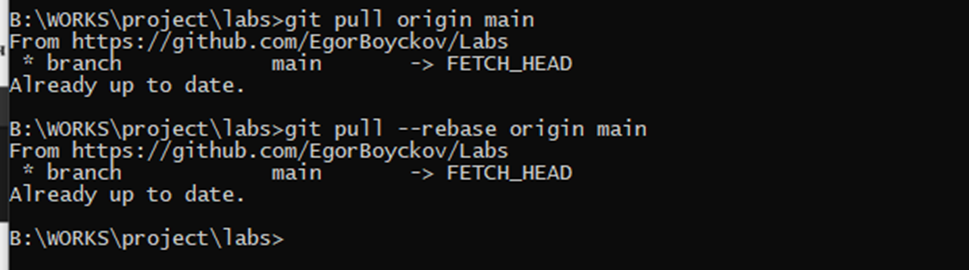 B:\WORKS\project\labs>git pull origin main
From https://github.com/EgorBoyckov/Labs
 * branch            main       -> FETCH_HEAD
Already up to date.

B:\WORKS\project\labs>git pull --rebase origin main
From https://github.com/EgorBoyckov/Labs
 * branch            main       -> FETCH_HEAD
Already up to date.

B:\WORKS\project\labs>